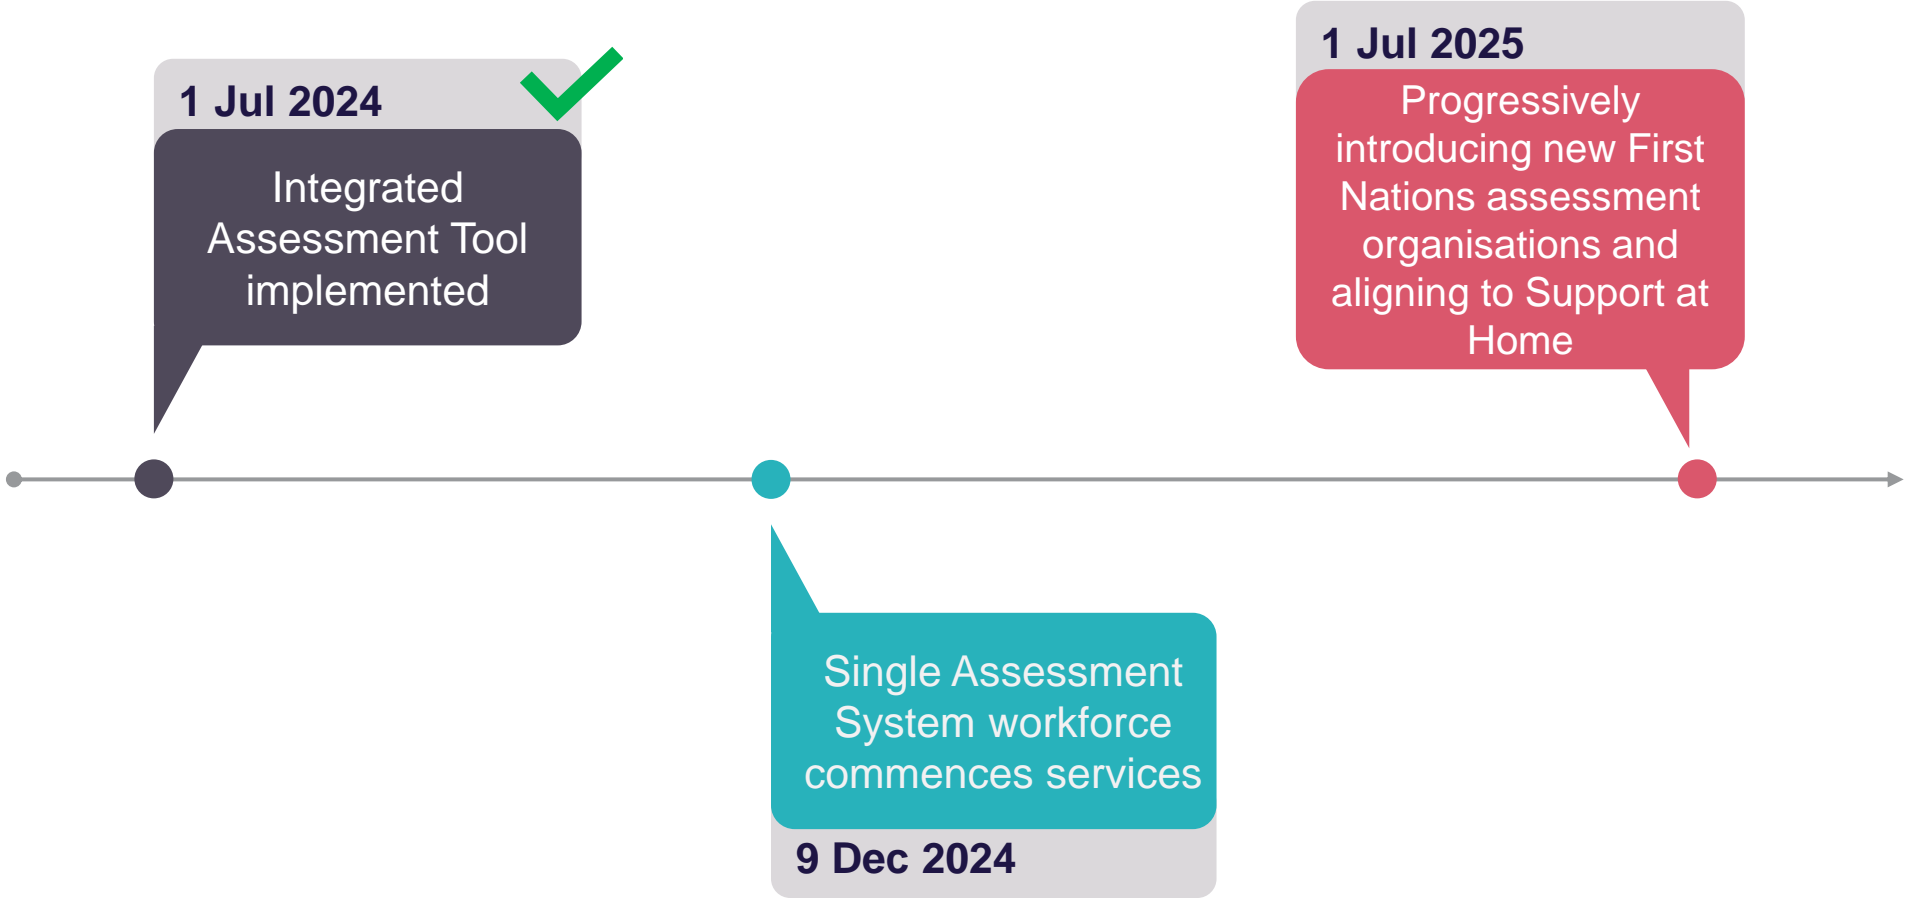 1 Jul 2024
Integrated
Assessment Tool
implemented
Single Assessment
System workforce
commences services
9 Dec 2024
1 Jul 2025
Progressively
introducing new First
Nations assessment
organisations and
aligning to Support at
Home